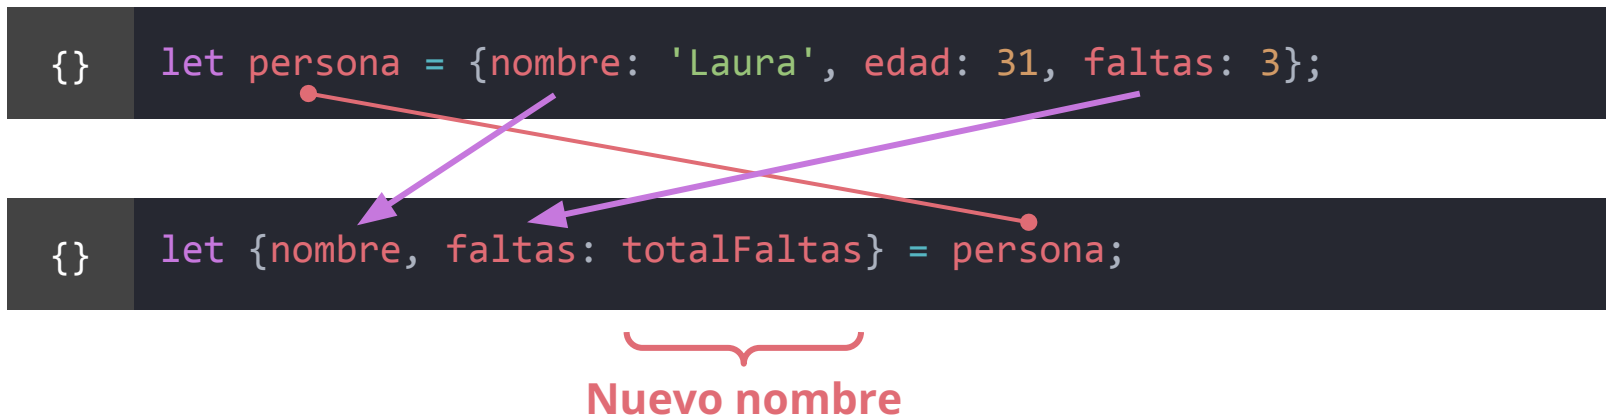 {} let persona = {nombre: 'Laura', edad: 31, faltas: 3};
{} let {nombre, faltas: totalFaltas} = persona;
Nuevo nombre